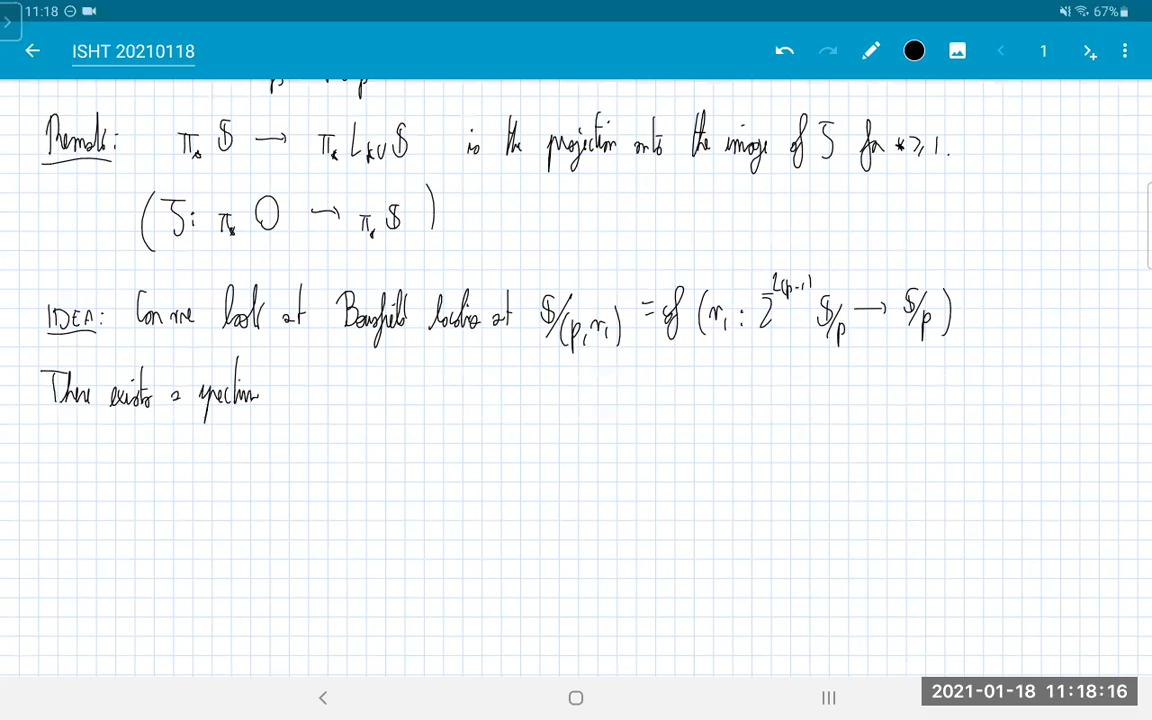 11:18
67%
ISHT 20210118
1
Remark: π_* 𝕊 → π_* L_{KU} 𝕊 is the projection onto the image of J for * ≥ 1.
( J: π_* O → π_* 𝕊 )
IDEA: Can we look at Bousfield localis at 𝕊/(p, v_1) = cof ( v_1 : Σ^{2(p-1)} 𝕊/p → 𝕊/p )
There exists a spectrum
2021-01-18 11:18:16